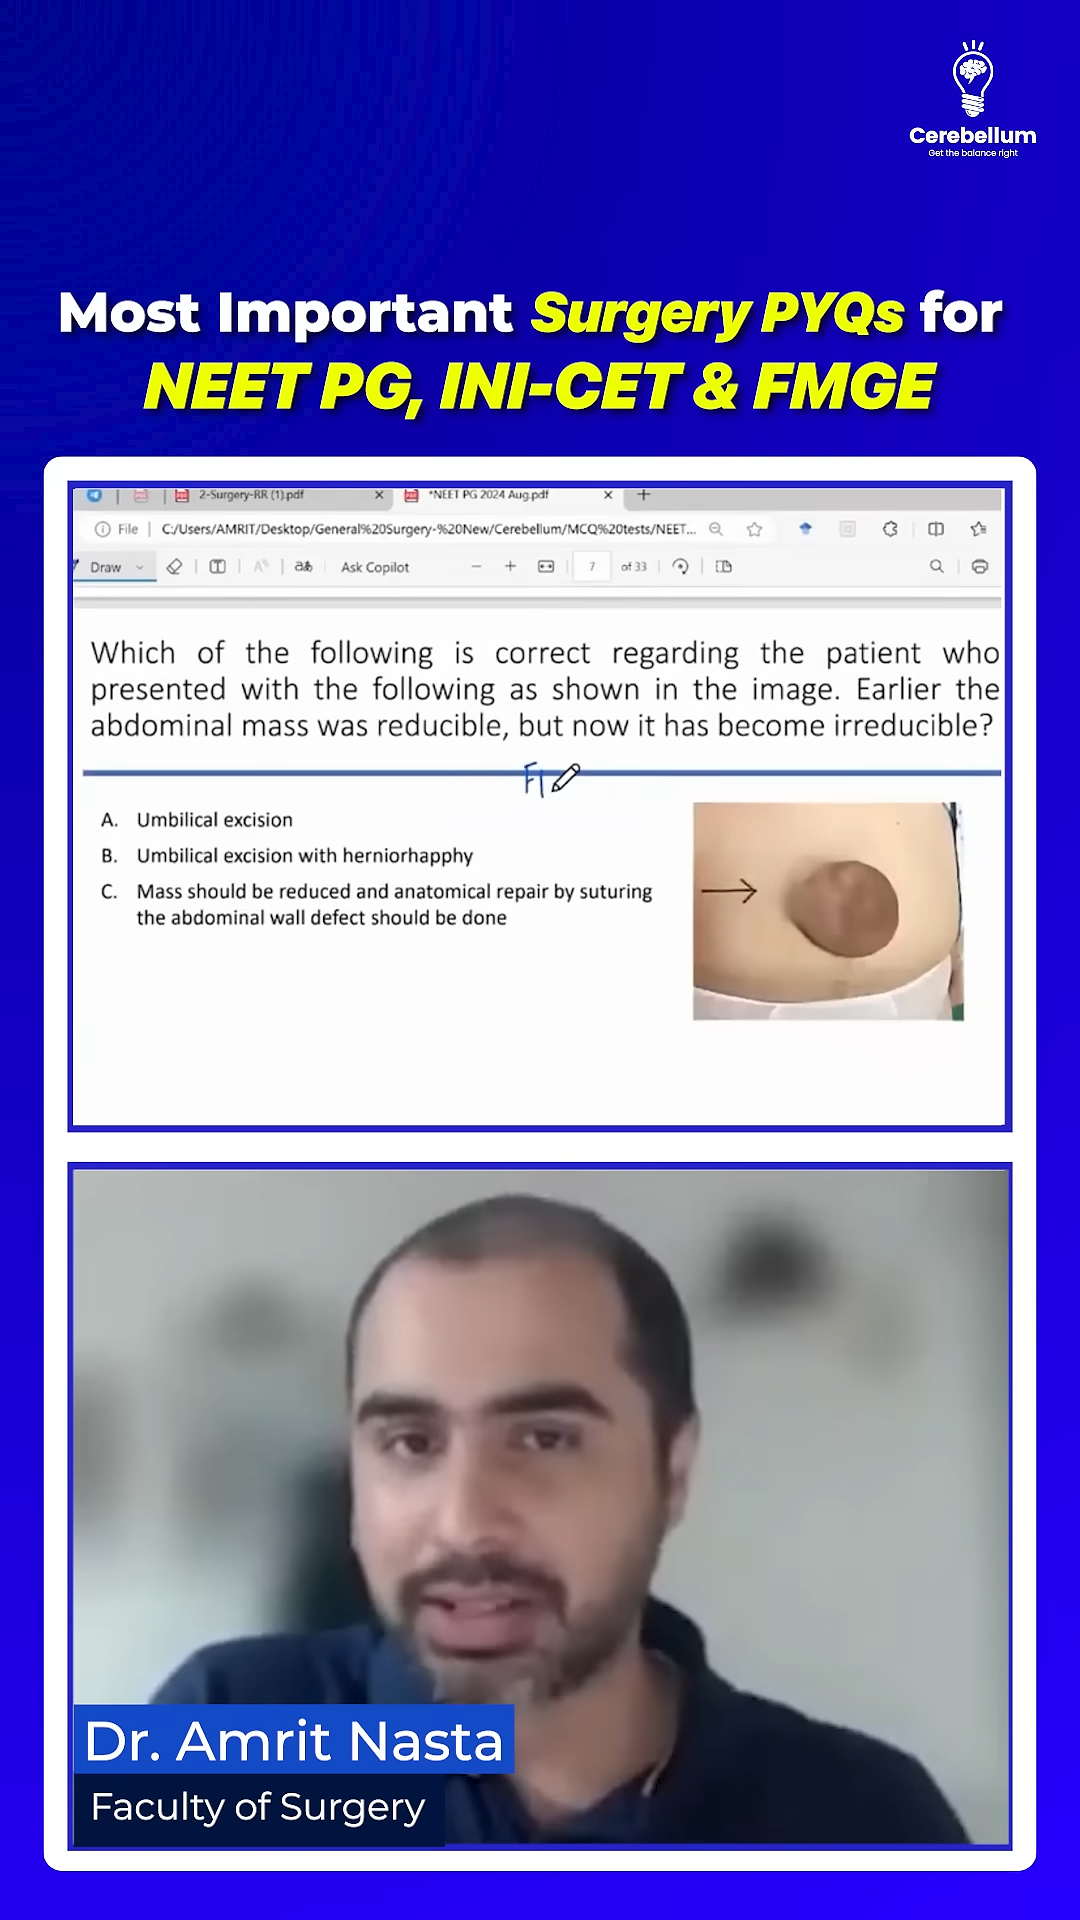 Cerebellum
Get the balance right
Most Important Surgery PYQs for
NEET PG, INI-CET & FMGE
2-Surgery-RR (1).pdf
*NEET PG 2024 Aug.pdf
File
C:/Users/AMRIT/Desktop/General%20Surgery-%20New/Cerebellum/MCQ%20tests/NEET...
Draw
Ask Copilot
7
of 33
Which of the following is correct regarding the patient who
presented with the following as shown in the image. Earlier the
abdominal mass was reducible, but now it has become irreducible?
A. Umbilical excision
B. Umbilical excision with herniorhapphy
C. Mass should be reduced and anatomical repair by suturing
the abdominal wall defect should be done
Dr. Amrit Nasta
Faculty of Surgery